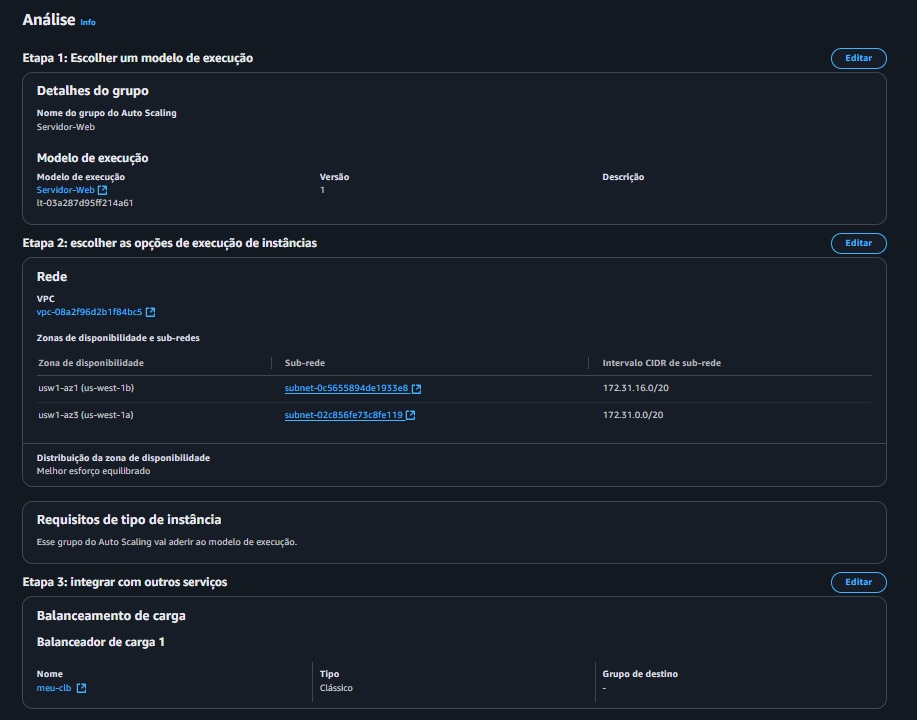 Análise Info
Etapa 1: Escolher um modelo de execução
Editar
Detalhes do grupo
Nome do grupo do Auto Scaling
Servidor-Web
Modelo de execução
Modelo de execução Versão Descrição
Servidor-Web 1
lt-03a287d95ff214a61
Etapa 2: escolher as opções de execução de instâncias
Editar
Rede
VPC
vpc-08a2f96d2b1f84bc5
Zonas de disponibilidade e sub-redes
Zona de disponibilidade Sub-rede Intervalo CIDR de sub-rede
usw1-az1 (us-west-1b) subnet-0c5655894de1933e8 172.31.16.0/20
usw1-az3 (us-west-1a) subnet-02c856fe73c8fe119 172.31.0.0/20
Distribuição da zona de disponibilidade
Melhor esforço equilibrado
Requisitos de tipo de instância
Esse grupo do Auto Scaling vai aderir ao modelo de execução.
Etapa 3: integrar com outros serviços
Editar
Balanceamento de carga
Balanceador de carga 1
Nome Tipo Grupo de destino
meu-clb Clássico -